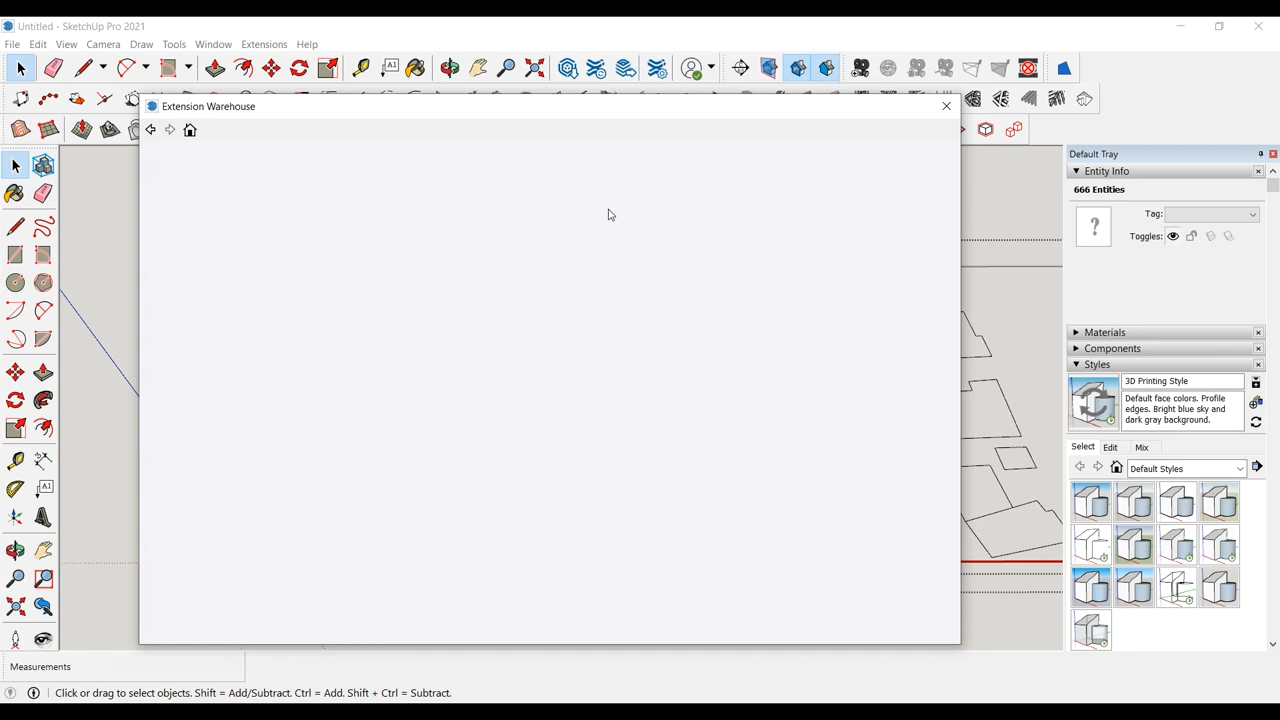 Untitled - SketchUp Pro 2021
File Edit View Camera Draw Tools Window Extensions Help
A1
Extension Warehouse
Default Tray
Entity Info
666 Entities
?
Tag:
Toggles:
Materials
Components
Styles
3D Printing Style
Default face colors. Profile
edges. Bright blue sky and
dark gray background.
Select Edit Mix
Default Styles
A1
Measurements
Click or drag to select objects. Shift = Add/Subtract. Ctrl = Add. Shift + Ctrl = Subtract.